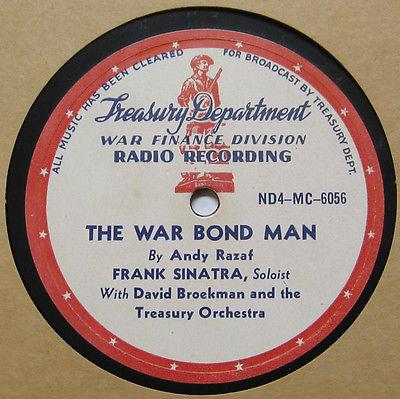 ALL MUSIC HAS BEEN CLEARED FOR BROADCAST BY TREASURY DEPT.
Treasury Department
WAR FINANCE DIVISION
RADIO RECORDING
ND4-MC-6056
THE WAR BOND MAN
By Andy Razaf
FRANK SINATRA, Soloist
With David Broekman and the
Treasury Orchestra